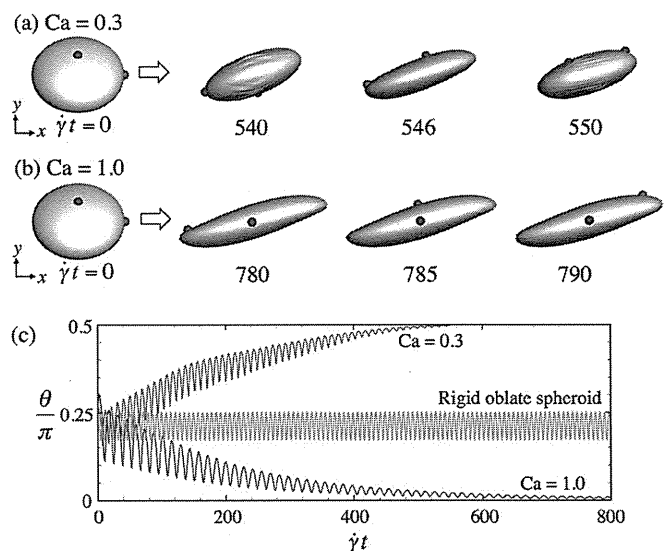 (a) Ca = 0.3
y
x γ̇ t = 0
540 546 550
(b) Ca = 1.0
y
x γ̇ t = 0
780 785 790
(c) 0.5
Ca = 0.3
θ/π
0.25
Rigid oblate spheroid
Ca = 1.0
0
0 200 400 600 800
γ̇ t